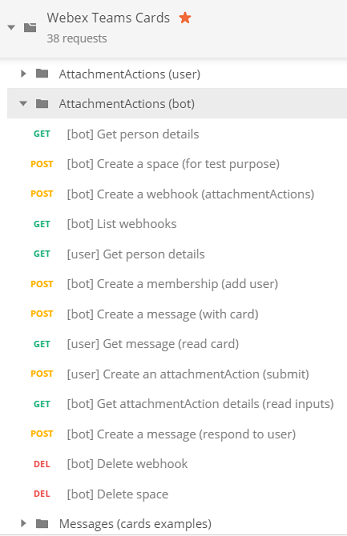 Webex Teams Cards
38 requests
AttachmentActions (user)
AttachmentActions (bot)
GET [bot] Get person details
POST [bot] Create a space (for test purpose)
POST [bot] Create a webhook (attachmentActions)
GET [bot] List webhooks
GET [user] Get person details
POST [bot] Create a membership (add user)
POST [bot] Create a message (with card)
GET [user] Get message (read card)
POST [user] Create an attachmentAction (submit)
GET [bot] Get attachmentAction details (read inputs)
POST [bot] Create a message (respond to user)
DEL [bot] Delete webhook
DEL [bot] Delete space
Messages (cards examples)